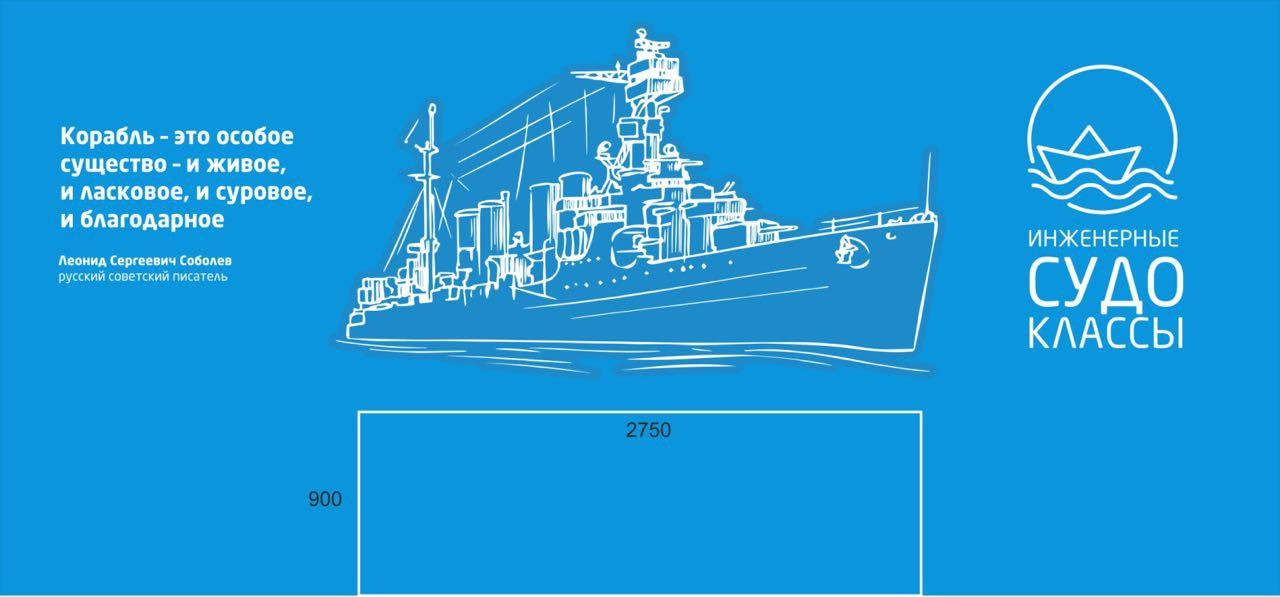 Корабль - это особое
существо - и живое,
и ласковое, и суровое,
и благодарное
Леонид Сергеевич Соболев
русский советский писатель
ИНЖЕНЕРНЫЕ
СУДО
КЛАССЫ
2750
900